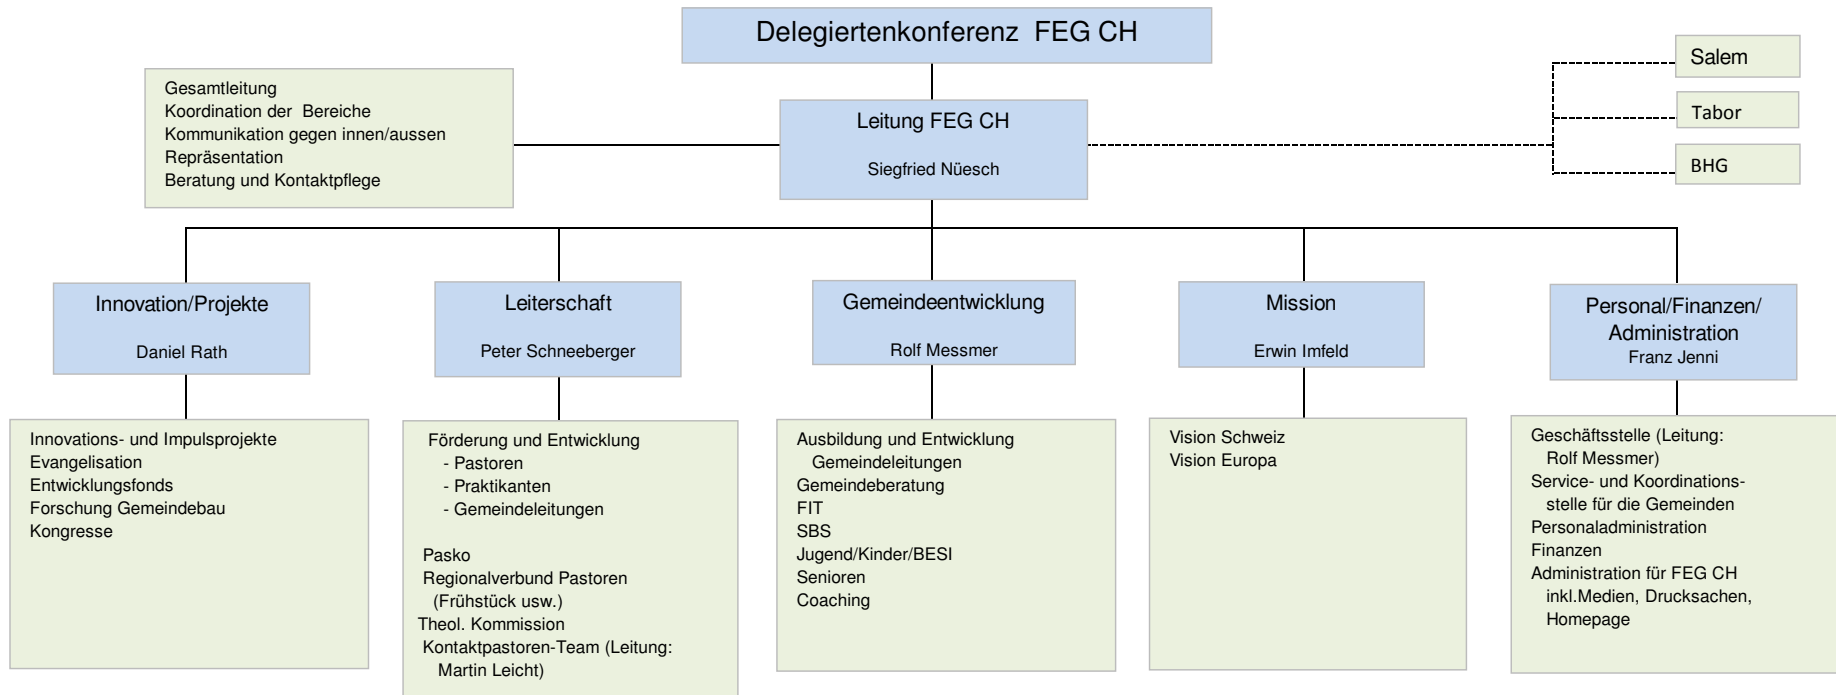 Delegiertenkonferenz FEG CH
Gesamtleitung
Koordination der Bereiche
Kommunikation gegen innen/aussen
Repräsentation
Beratung und Kontaktpflege
Leitung FEG CH
Siegfried Nüesch
Salem
Tabor
BHG
Innovation/Projekte
Daniel Rath
Leiterschaft
Peter Schneeberger
Gemeindeentwicklung
Rolf Messmer
Mission
Erwin Imfeld
Personal/Finanzen/
Administration
Franz Jenni
Innovations- und Impulsprojekte
Evangelisation
Entwicklungsfonds
Forschung Gemeindebau
Kongresse
Förderung und Entwicklung
- Pastoren
- Praktikanten
- Gemeindeleitungen
Pasko
Regionalverbund Pastoren
(Frühstück usw.)
Theol. Kommission
Kontaktpastoren-Team (Leitung:
Martin Leicht)
Ausbildung und Entwicklung
Gemeindeleitungen
Gemeindeberatung
FIT
SBS
Jugend/Kinder/BESI
Senioren
Coaching
Vision Schweiz
Vision Europa
Geschäftsstelle (Leitung:
Rolf Messmer)
Service- und Koordinations-
stelle für die Gemeinden
Personaladministration
Finanzen
Administration für FEG CH
inkl.Medien, Drucksachen,
Homepage